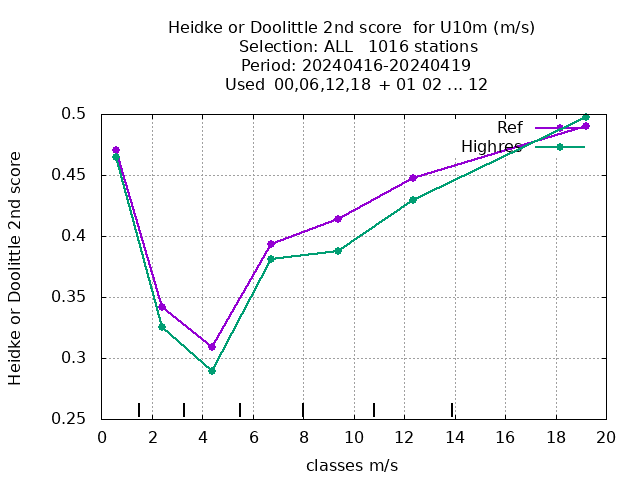 Heidke or Doolittle 2nd score  for U10m (m/s)
Selection: ALL   1016 stations
Period: 20240416-20240419
Used  00,06,12,18 + 01 02 ... 12
Heidke or Doolittle 2nd score
0.5
0.45
0.4
0.35
0.3
0.25
Ref
Highres
0 2 4 6 8 10 12 14 16 18 20
classes m/s